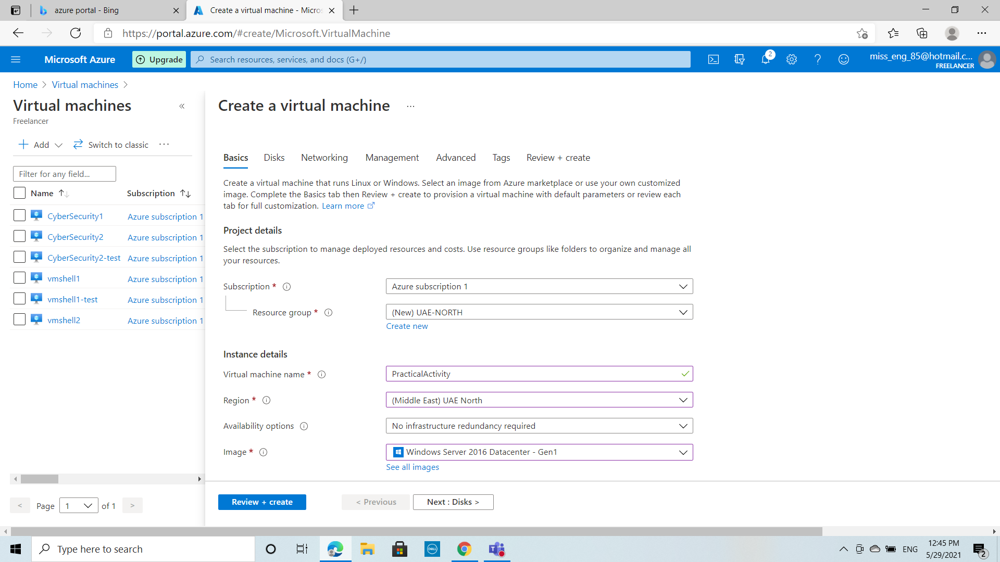 azure portal - Bing
Create a virtual machine - Micros
https://portal.azure.com/#create/Microsoft.VirtualMachine
Microsoft Azure
Upgrade
Search resources, services, and docs (G+/)
2
miss_eng_85@hotmail.c...
FREELANCER
Home > Virtual machines >
Virtual machines
«
Freelancer
Add
Switch to classic
...
Filter for any field...
Name
Subscription
CyberSecurity1 Azure subscription 1
CyberSecurity2 Azure subscription 1
CyberSecurity2-test Azure subscription 1
vmshell1 Azure subscription 1
vmshell1-test Azure subscription 1
vmshell2 Azure subscription 1
< Page 1 of 1 >
Create a virtual machine ...
Basics Disks Networking Management Advanced Tags Review + create
Create a virtual machine that runs Linux or Windows. Select an image from Azure marketplace or use your own customized
image. Complete the Basics tab then Review + create to provision a virtual machine with default parameters or review each
tab for full customization. Learn more
Project details
Select the subscription to manage deployed resources and costs. Use resource groups like folders to organize and manage all
your resources.
Subscription * Azure subscription 1
Resource group * (New) UAE-NORTH
Create new
Instance details
Virtual machine name * PracticalActivity
Region * (Middle East) UAE North
Availability options No infrastructure redundancy required
Image * Windows Server 2016 Datacenter - Gen1
See all images
Review + create < Previous Next : Disks >
Type here to search
DELL
T
ENG
12:45 PM
5/29/2021
2